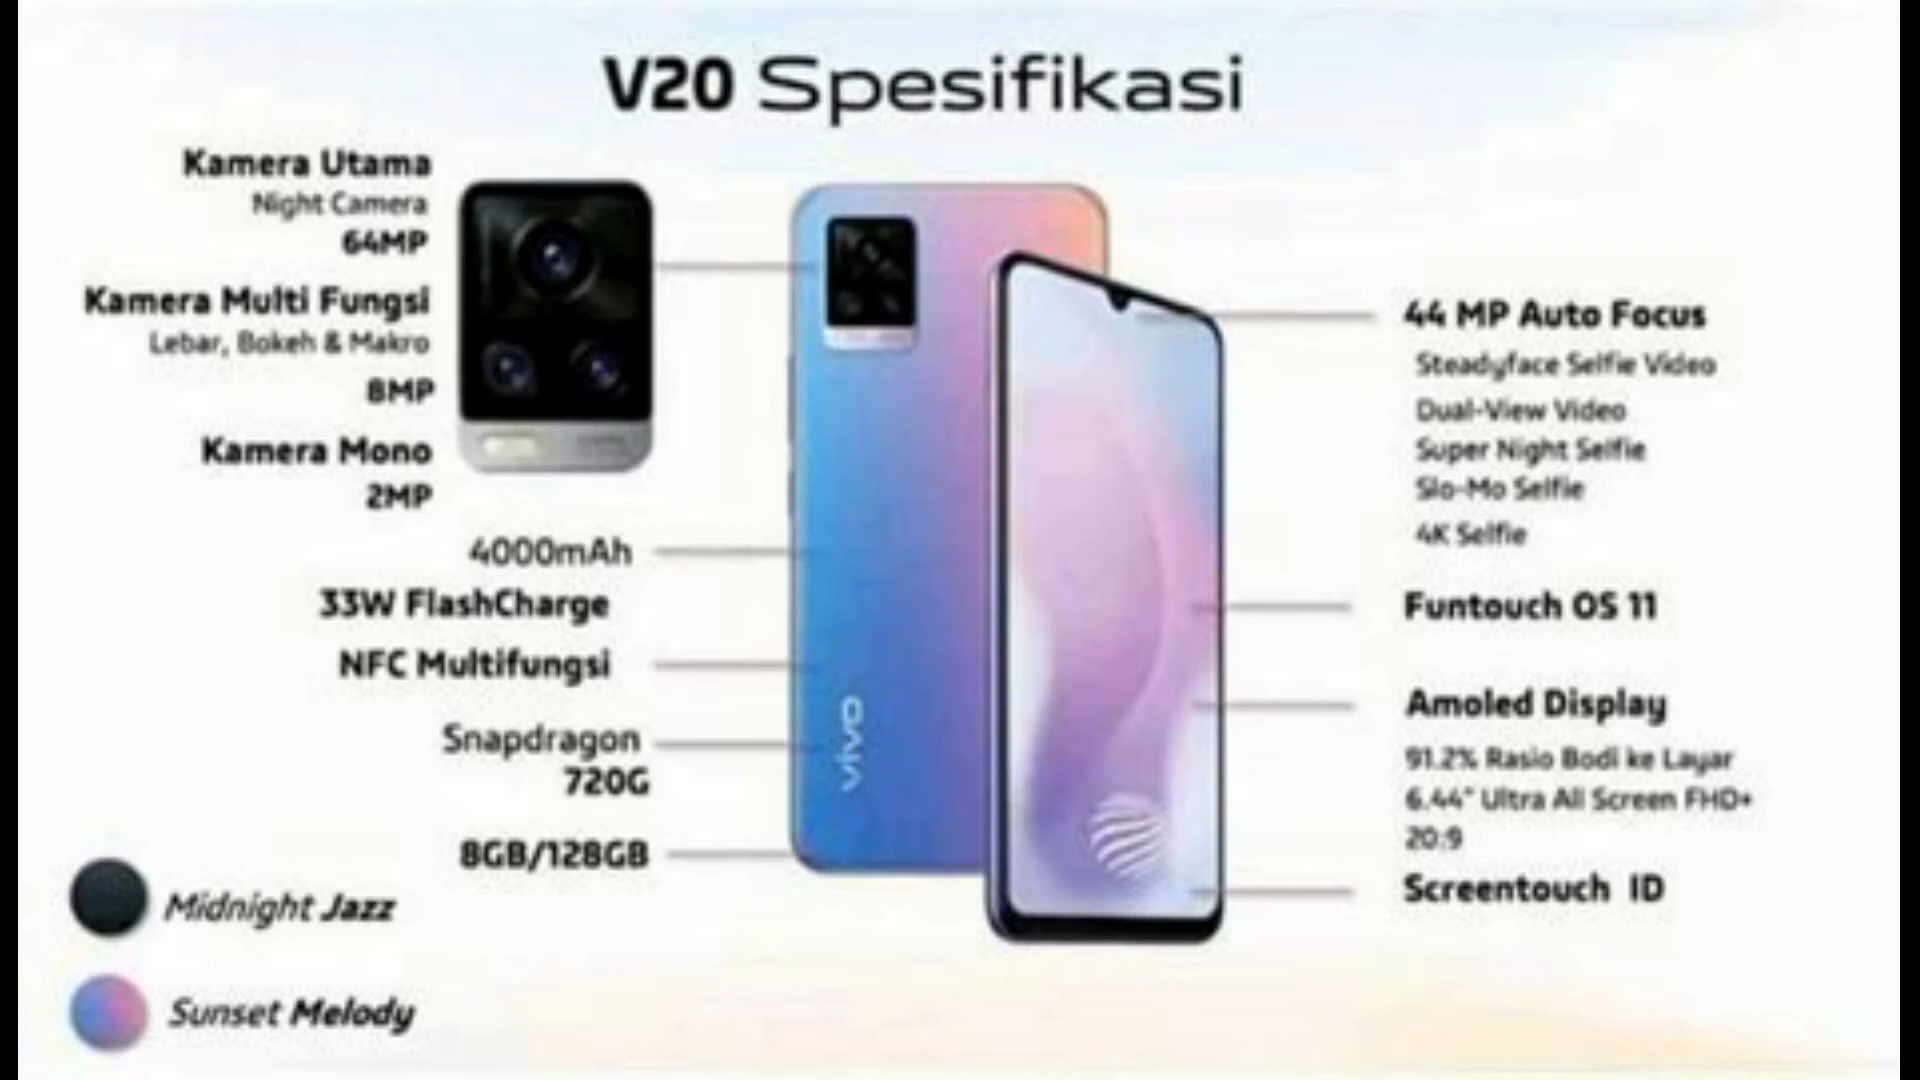 V20 Spesifikasi
Kamera Utama
Night Camera
64MP
Kamera Multi Fungsi
Lebar, Bokeh & Makro
8MP
Kamera Mono
2MP
4000mAh
33W FlashCharge
NFC Multifungsi
Snapdragon
720G
8GB/128GB
Midnight Jazz
Sunset Melody
vivo
44 MP Auto Focus
Steadyface Selfie Video
Dual-View Video
Super Night Selfie
Slo-Mo Selfie
4K Selfie
Funtouch OS 11
Amoled Display
91.2% Rasio Bodi ke Layar
6.44" Ultra All Screen FHD+
20:9
Screentouch ID